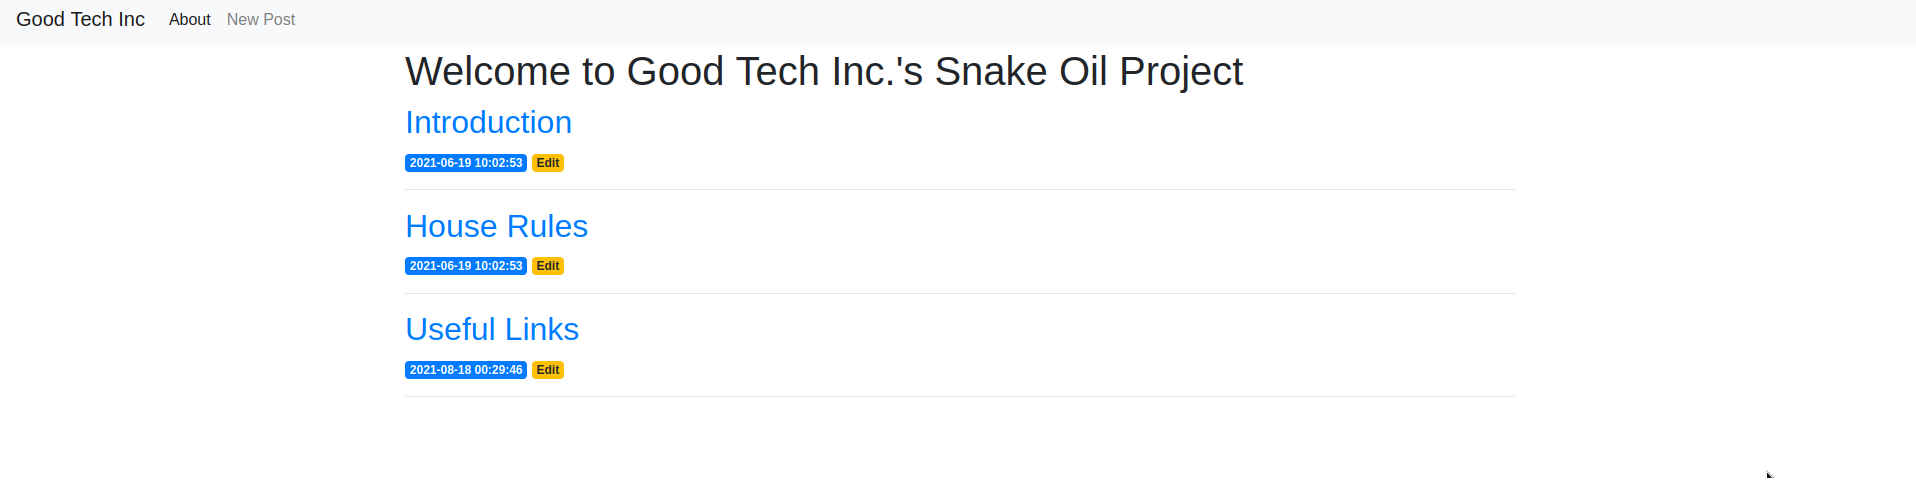 Good Tech Inc About New Post
Welcome to Good Tech Inc.'s Snake Oil Project
Introduction
2021-06-19 10:02:53 Edit
House Rules
2021-06-19 10:02:53 Edit
Useful Links
2021-08-18 00:29:46 Edit